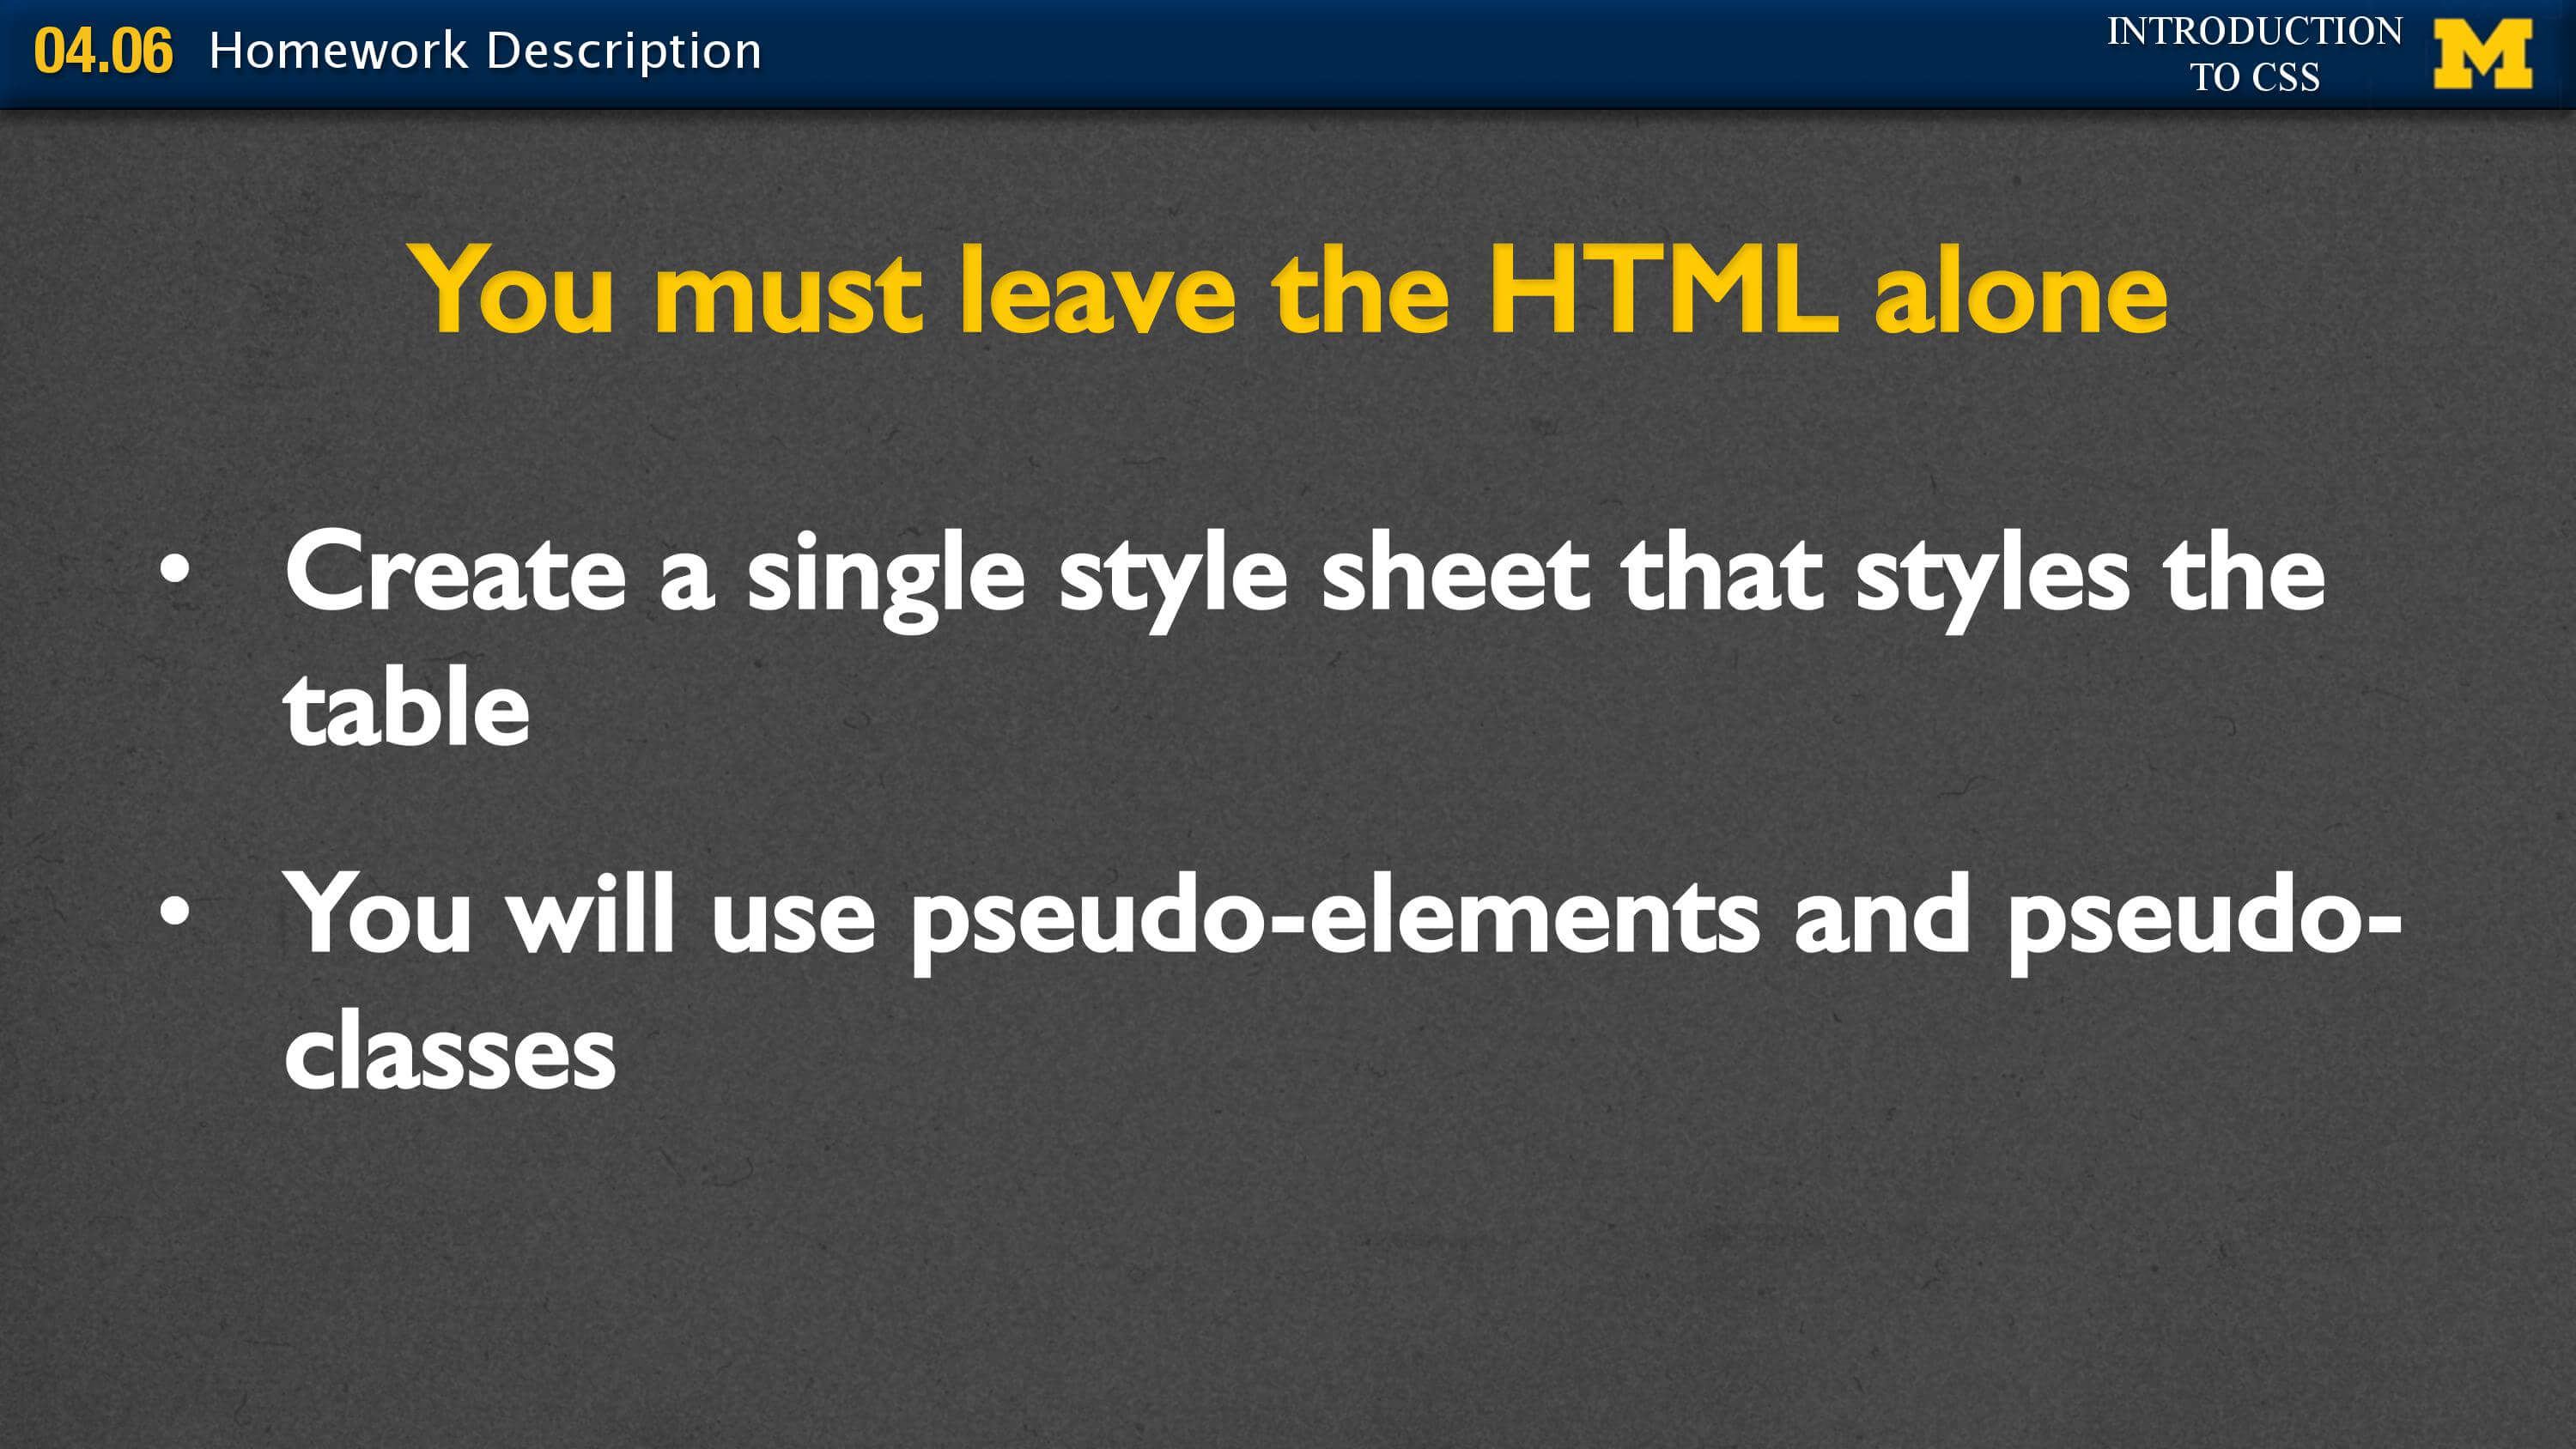 04.06 Homework Description
INTRODUCTION
TO CSS
M
You must leave the HTML alone
• Create a single style sheet that styles the
table
• You will use pseudo-elements and pseudo-
classes